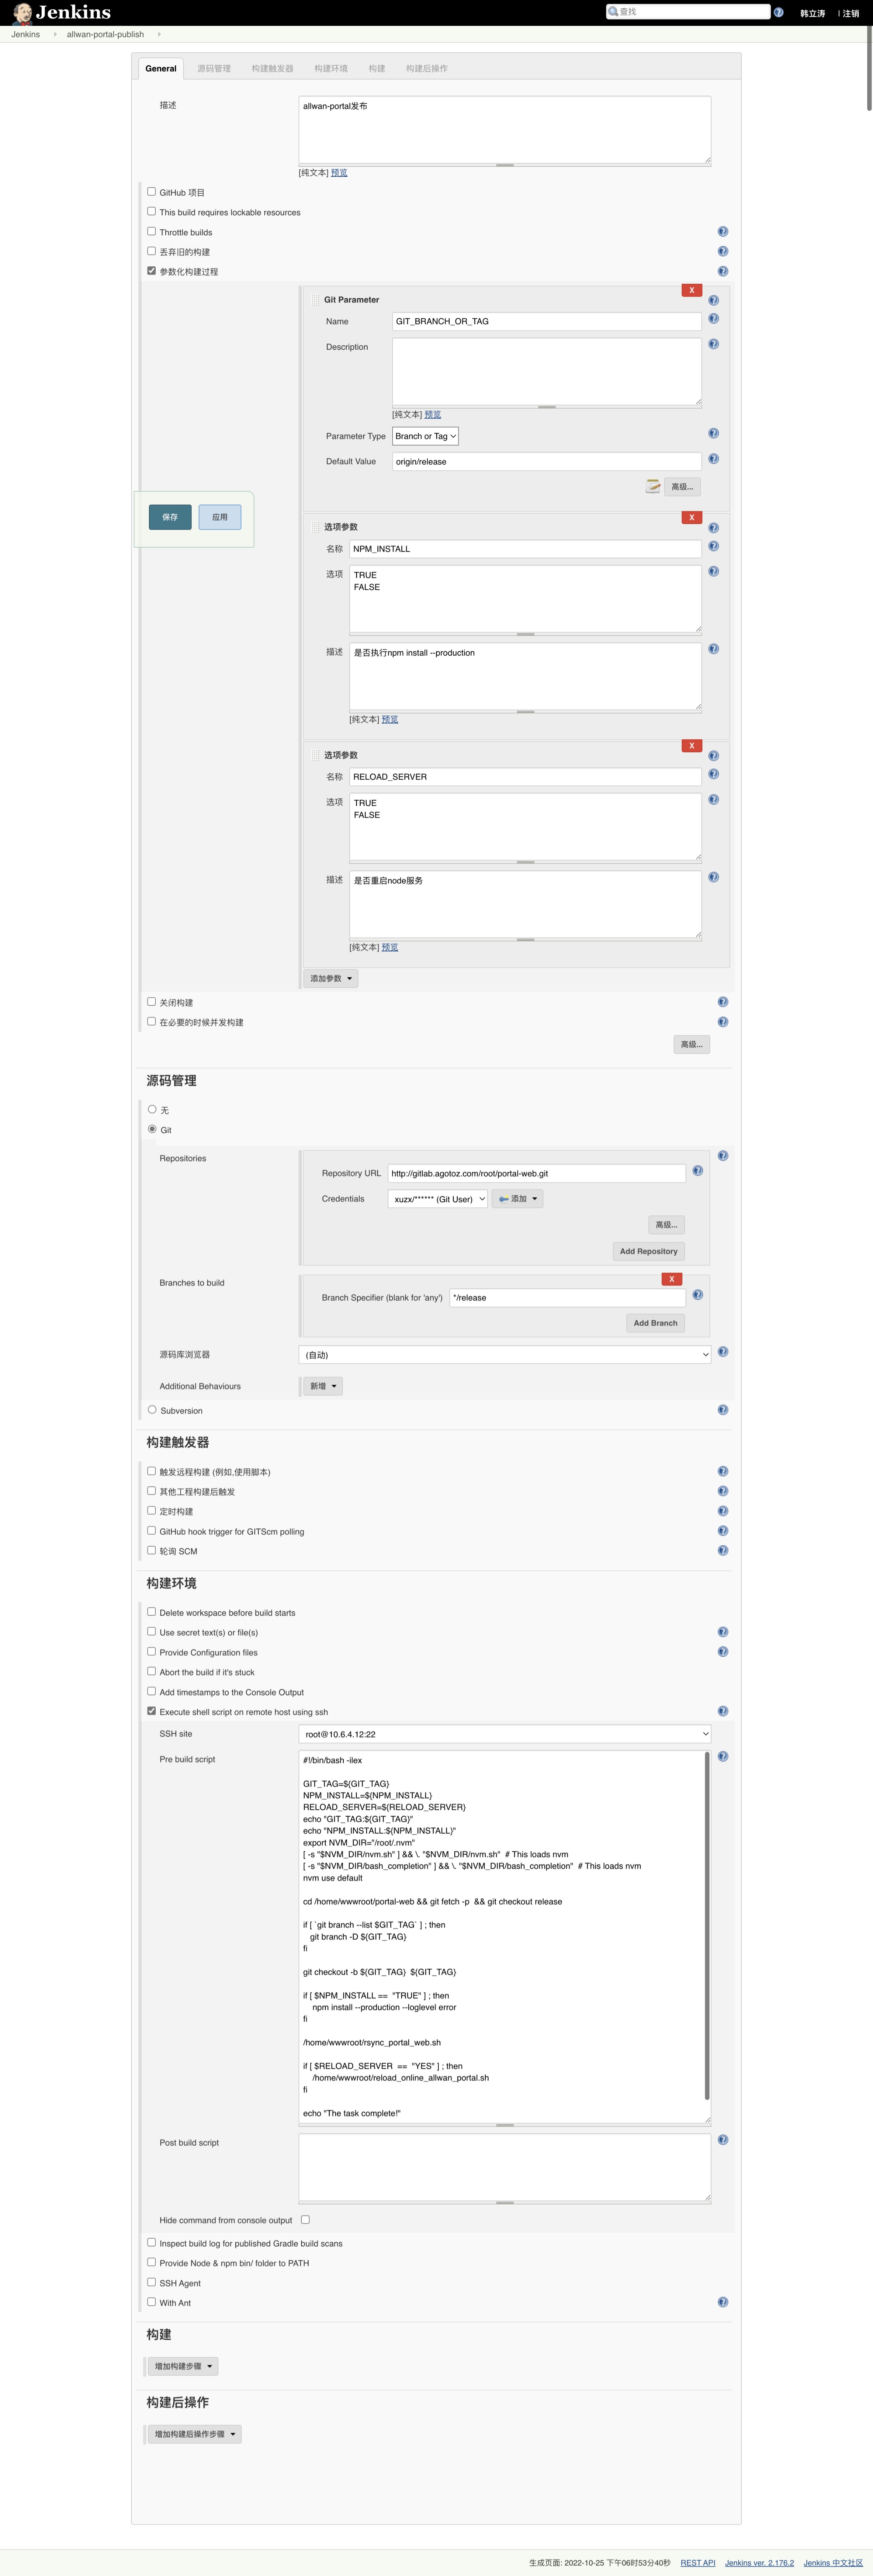 Jenkins
查找
韩立涛
| 注销
Jenkins
allwan-portal-publish
General
源码管理
构建触发器
构建环境
构建
构建后操作
描述
allwan-portal发布
[纯文本] 预览
GitHub 项目
This build requires lockable resources
Throttle builds
丢弃旧的构建
参数化构建过程
X
Git Parameter
Name
GIT_BRANCH_OR_TAG
Description
[纯文本] 预览
Parameter Type
Branch or Tag
Default Value
origin/release
高级...
保存
应用
X
选项参数
名称
NPM_INSTALL
选项
TRUE
FALSE
描述
是否执行npm install --production
[纯文本] 预览
X
选项参数
名称
RELOAD_SERVER
选项
TRUE
FALSE
描述
是否重启node服务
[纯文本] 预览
添加参数
关闭构建
在必要的时候并发构建
高级...
源码管理
无
Git
Repositories
Repository URL
http://gitlab.agotoz.com/root/portal-web.git
Credentials
xuzx/****** (Git User)
添加
高级...
Add Repository
Branches to build
X
Branch Specifier (blank for 'any')
*/release
Add Branch
源码库浏览器
(自动)
Additional Behaviours
新增
Subversion
构建触发器
触发远程构建 (例如,使用脚本)
其他工程构建后触发
定时构建
GitHub hook trigger for GITScm polling
轮询 SCM
构建环境
Delete workspace before build starts
Use secret text(s) or file(s)
Provide Configuration files
Abort the build if it's stuck
Add timestamps to the Console Output
Execute shell script on remote host using ssh
SSH site
root@10.6.4.12:22
Pre build script
#!/bin/bash -ilex
GIT_TAG=${GIT_TAG}
NPM_INSTALL=${NPM_INSTALL}
RELOAD_SERVER=${RELOAD_SERVER}
echo "GIT_TAG:${GIT_TAG}"
echo "NPM_INSTALL:${NPM_INSTALL}"
export NVM_DIR="/root/.nvm"
[ -s "$NVM_DIR/nvm.sh" ] && \. "$NVM_DIR/nvm.sh"  # This loads nvm
[ -s "$NVM_DIR/bash_completion" ] && \. "$NVM_DIR/bash_completion"  # This loads nvm
nvm use default
cd /home/wwwroot/portal-web && git fetch -p  && git checkout release
if [ `git branch --list $GIT_TAG` ] ; then
git branch -D ${GIT_TAG}
fi
git checkout -b ${GIT_TAG}  ${GIT_TAG}
if [ $NPM_INSTALL ==  "TRUE" ] ; then
npm install --production --loglevel error
fi
/home/wwwroot/rsync_portal_web.sh
if [ $RELOAD_SERVER  ==  "YES" ] ; then
/home/wwwroot/reload_online_allwan_portal.sh
fi
echo "The task complete!"
Post build script
Hide command from console output
Inspect build log for published Gradle build scans
Provide Node & npm bin/ folder to PATH
SSH Agent
With Ant
构建
增加构建步骤
构建后操作
增加构建后操作步骤
生成页面: 2022-10-25 下午06时53分40秒
REST API
Jenkins ver. 2.176.2
Jenkins 中文社区